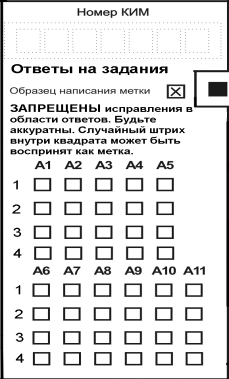 Номер КИМ
Ответы на задания
Образец написания метки
ЗАПРЕЩЕНЫ исправления в
области ответов. Будьте
аккуратны. Случайный штрих
внутри квадрата может быть
воспринят как метка.
A1 A2 A3 A4 A5
1
2
3
4
A6 A7 A8 A9 A10 A11
1
2
3
4